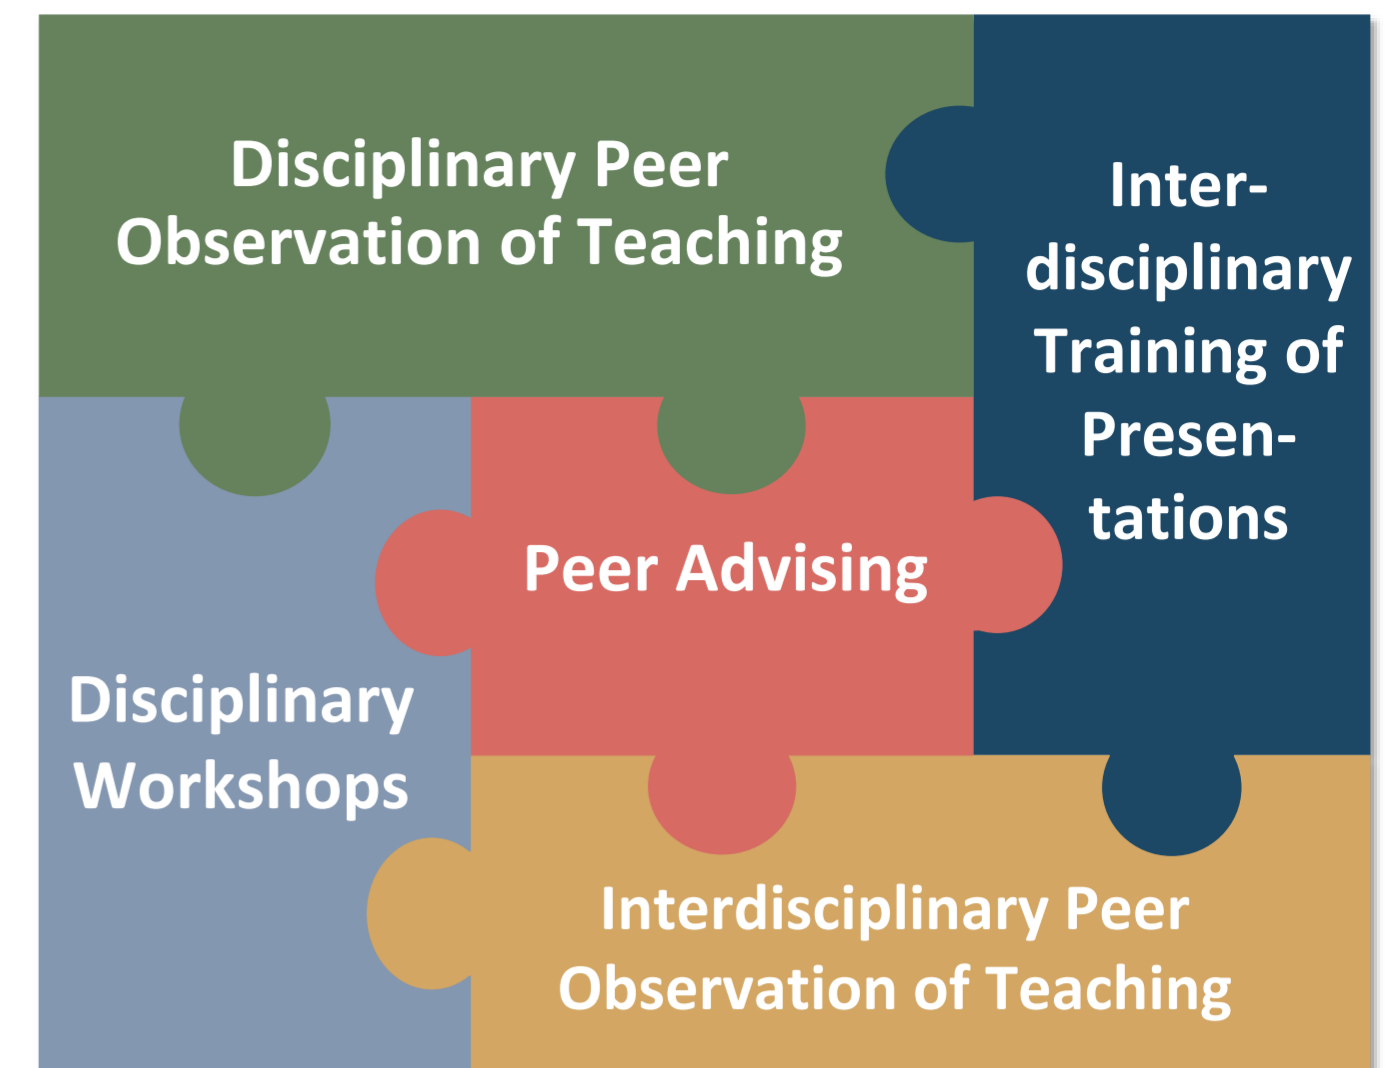 Disciplinary Peer
Observation of Teaching
Inter-
disciplinary
Training of
Presen-
tations
Peer Advising
Disciplinary
Workshops
Interdisciplinary Peer
Observation of Teaching